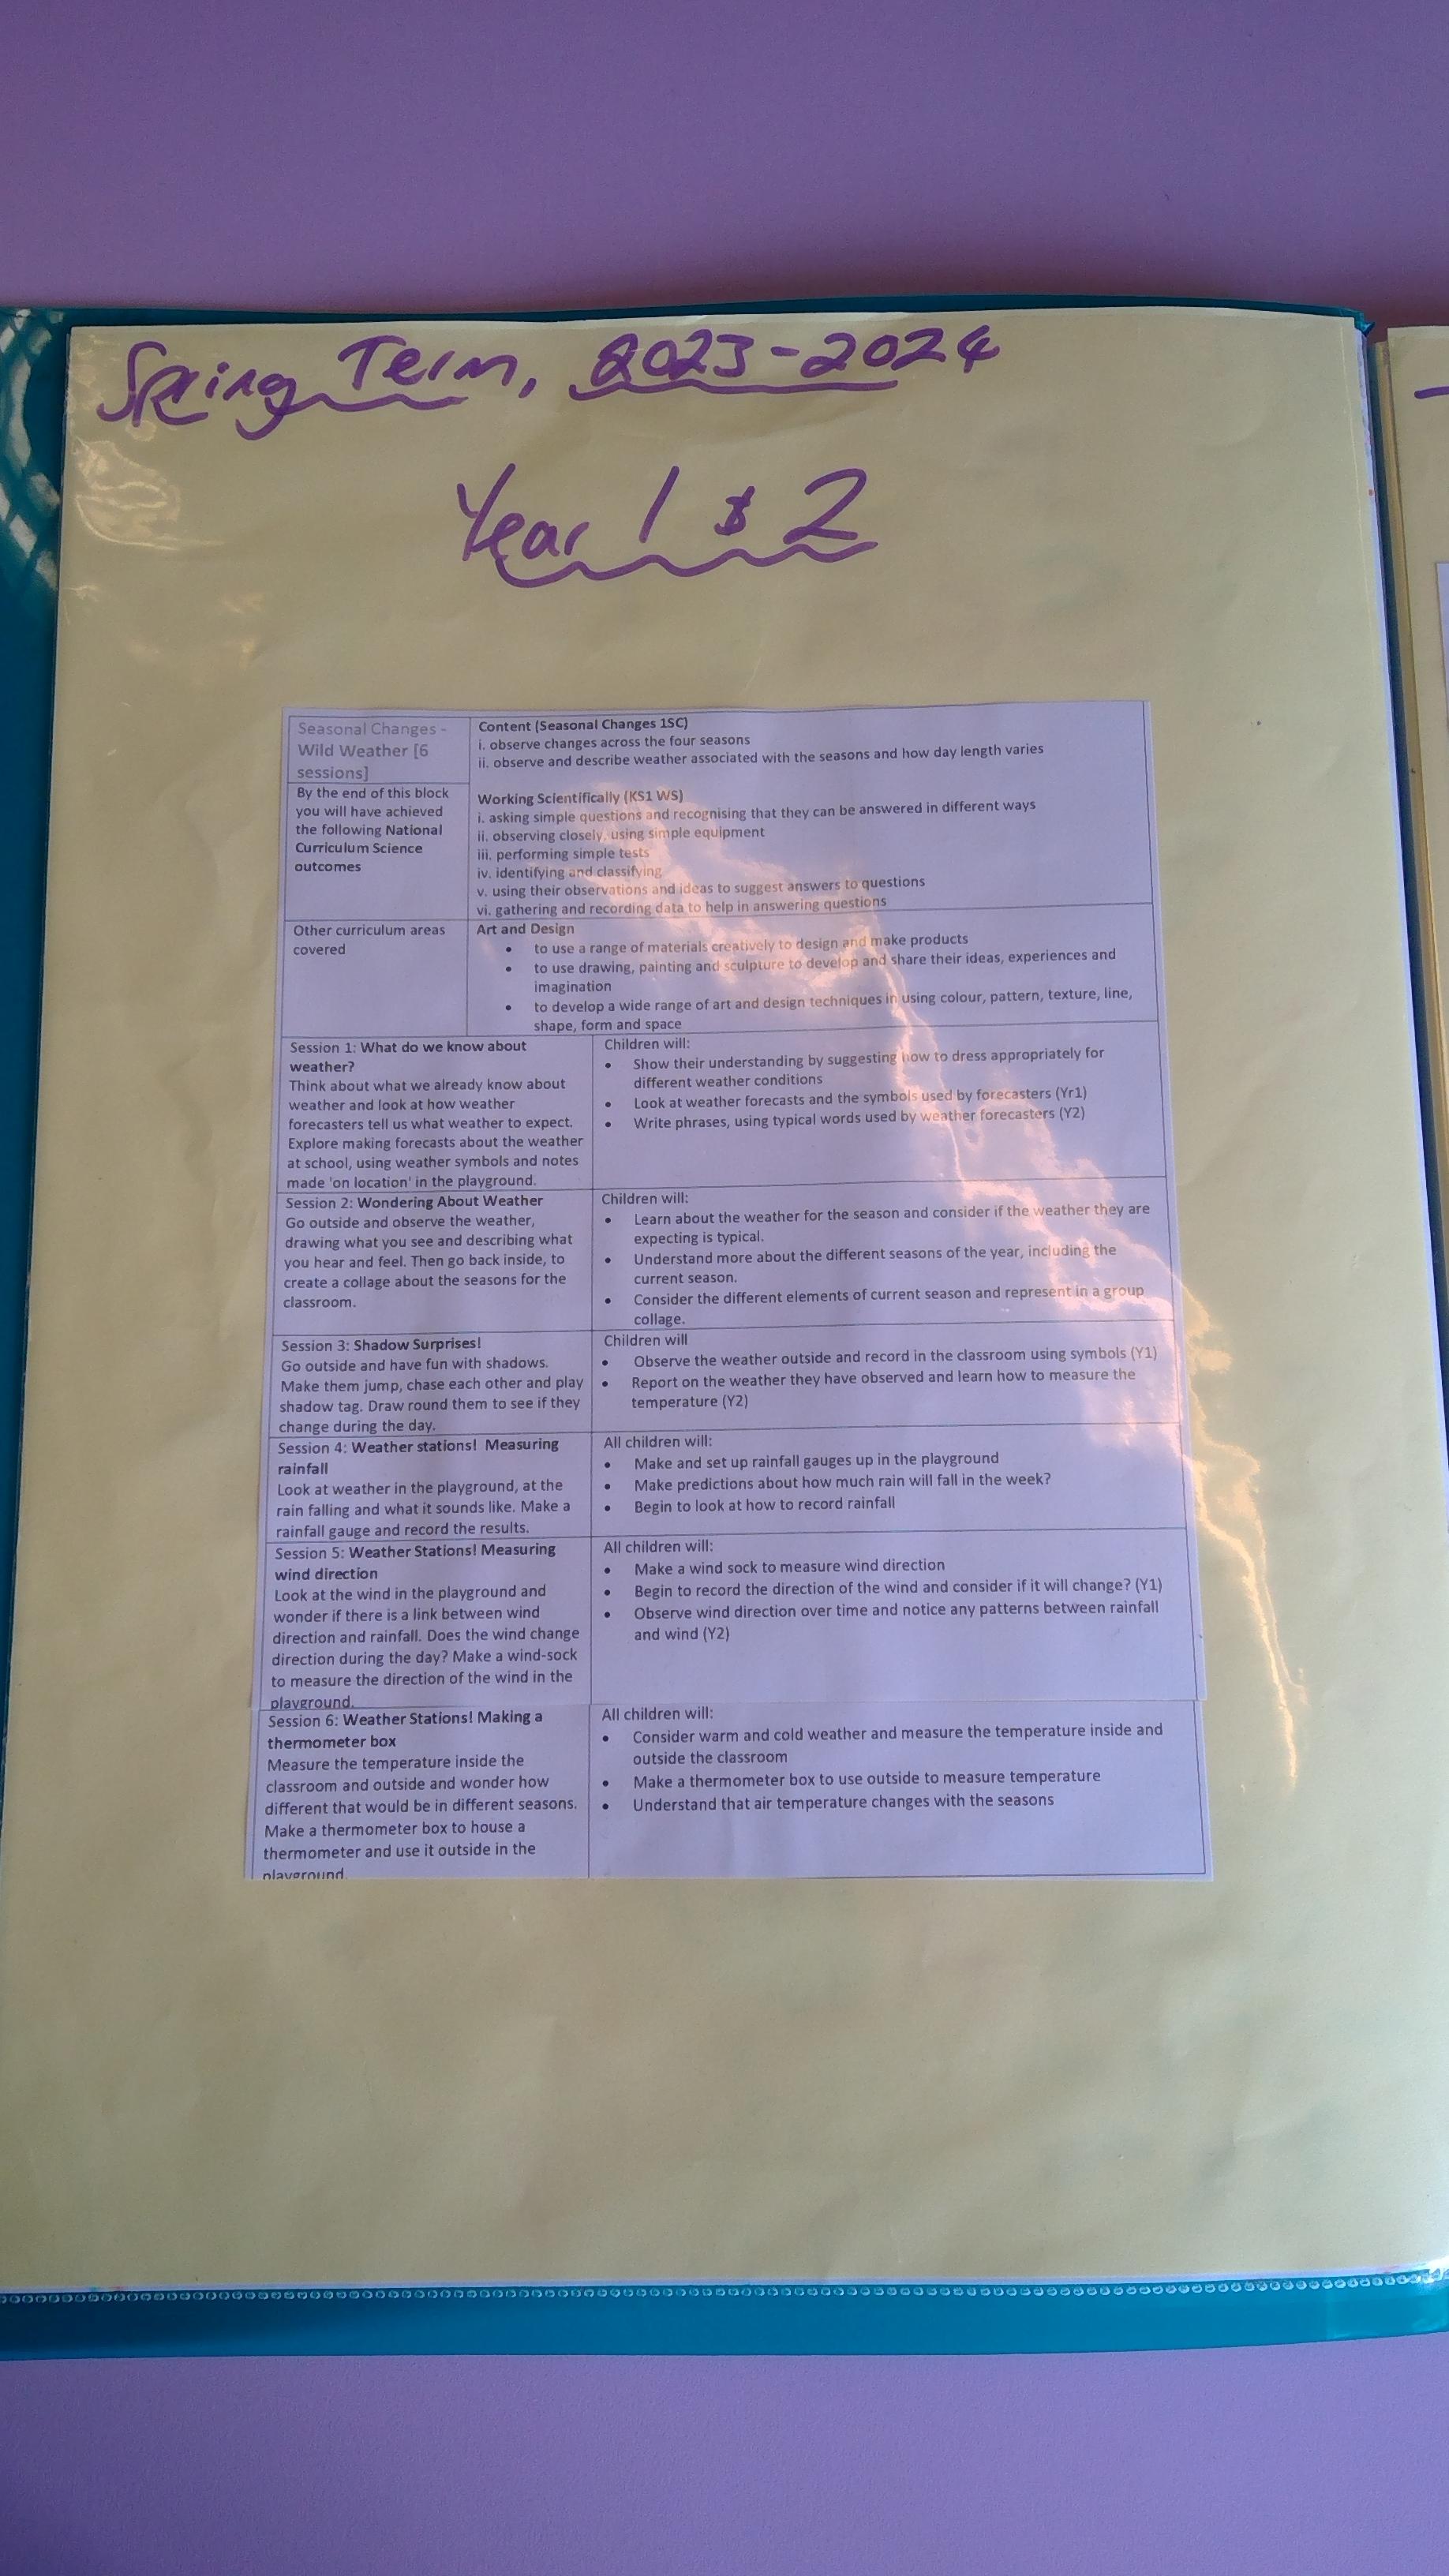 Spring Term, 2023-2024
Year 1 & 2
Seasonal Changes -
Wild Weather [6
sessions]
Content (Seasonal Changes 1SC)
i. observe changes across the four seasons
ii. observe and describe weather associated with the seasons and how day length varies
By the end of this block
you will have achieved
the following National
Curriculum Science
outcomes
Working Scientifically (KS1 WS)
i. asking simple questions and recognising that they can be answered in different ways
ii. observing closely, using simple equipment
iii. performing simple tests
iv. identifying and classifying
v. using their observations and ideas to suggest answers to questions
vi. gathering and recording data to help in answering questions
Other curriculum areas
covered
Art and Design
• to use a range of materials creatively to design and make products
• to use drawing, painting and sculpture to develop and share their ideas, experiences and
imagination
• to develop a wide range of art and design techniques in using colour, pattern, texture, line,
shape, form and space
Session 1: What do we know about
weather?
Think about what we already know about
weather and look at how weather
forecasters tell us what weather to expect.
Explore making forecasts about the weather
at school, using weather symbols and notes
made 'on location' in the playground.
Children will:
• Show their understanding by suggesting how to dress appropriately for
different weather conditions
• Look at weather forecasts and the symbols used by forecasters (Yr1)
• Write phrases, using typical words used by weather forecasters (Y2)
Session 2: Wondering About Weather
Go outside and observe the weather,
drawing what you see and describing what
you hear and feel. Then go back inside, to
create a collage about the seasons for the
classroom.
Children will:
• Learn about the weather for the season and consider if the weather they are
expecting is typical.
• Understand more about the different seasons of the year, including the
current season.
• Consider the different elements of current season and represent in a group
collage.
Session 3: Shadow Surprises!
Go outside and have fun with shadows.
Make them jump, chase each other and play
shadow tag. Draw round them to see if they
change during the day.
Children will
• Observe the weather outside and record in the classroom using symbols (Y1)
• Report on the weather they have observed and learn how to measure the
temperature (Y2)
Session 4: Weather stations! Measuring
rainfall
Look at weather in the playground, at the
rain falling and what it sounds like. Make a
rainfall gauge and record the results.
All children will:
• Make and set up rainfall gauges up in the playground
• Make predictions about how much rain will fall in the week?
• Begin to look at how to record rainfall
Session 5: Weather Stations! Measuring
wind direction
Look at the wind in the playground and
wonder if there is a link between wind
direction and rainfall. Does the wind change
direction during the day? Make a wind-sock
to measure the direction of the wind in the
playground.
All children will:
• Make a wind sock to measure wind direction
• Begin to record the direction of the wind and consider if it will change? (Y1)
• Observe wind direction over time and notice any patterns between rainfall
and wind (Y2)
Session 6: Weather Stations! Making a
thermometer box
Measure the temperature inside the
classroom and outside and wonder how
different that would be in different seasons.
Make a thermometer box to house a
thermometer and use it outside in the
playground.
All children will:
• Consider warm and cold weather and measure the temperature inside and
outside the classroom
• Make a thermometer box to use outside to measure temperature
• Understand that air temperature changes with the seasons